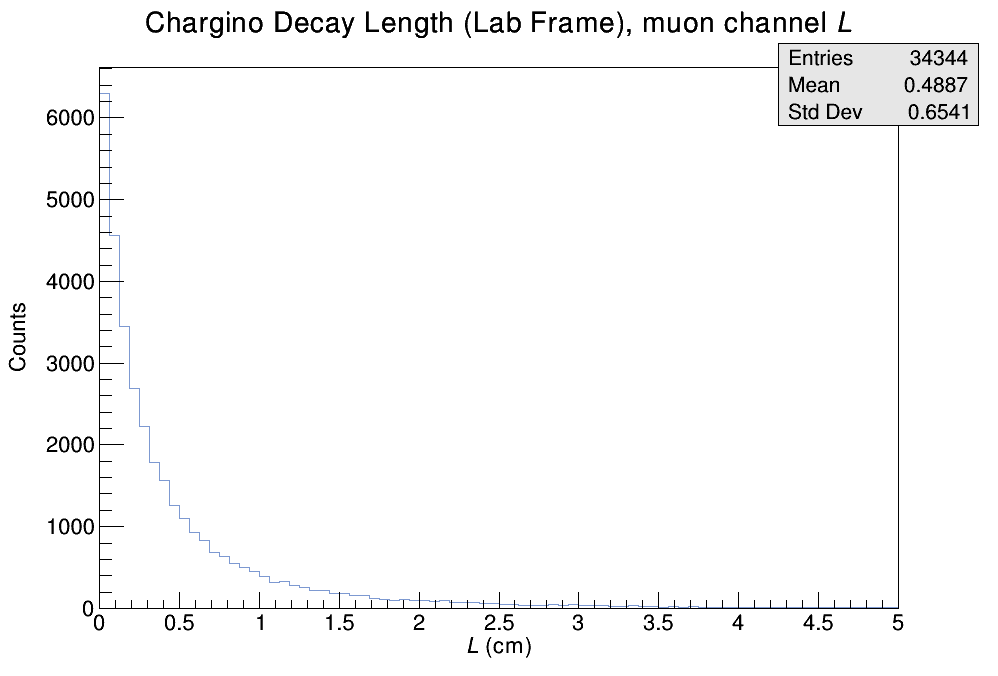 Chargino Decay Length (Lab Frame), muon channel L
Entries 34344
Mean 0.4887
Std Dev 0.6541
6000
5000
4000
3000
2000
1000
0
Counts
0 0.5 1 1.5 2 2.5 3 3.5 4 4.5 5
L (cm)